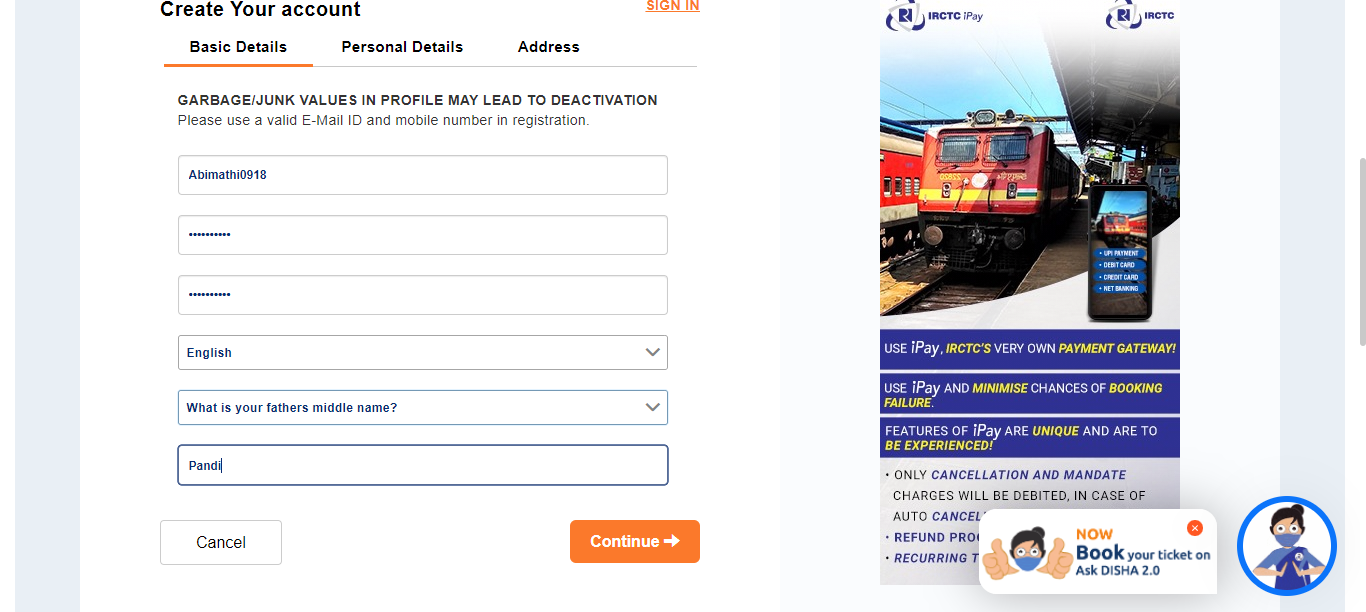 Create Your account
SIGN IN
Basic Details
Personal Details
Address
GARBAGE/JUNK VALUES IN PROFILE MAY LEAD TO DEACTIVATION
Please use a valid E-Mail ID and mobile number in registration.
Abimathi0918
••••••••••
••••••••••
English
What is your fathers middle name?
Pandi
Cancel
Continue
IRCTC iPay
IRCTC
• UPI PAYMENT
• DEBIT CARD
• CREDIT CARD
• NET BANKING
USE iPay, IRCTC'S VERY OWN PAYMENT GATEWAY!
USE iPay AND MINIMISE CHANCES OF BOOKING
FAILURE.
FEATURES OF iPay ARE UNIQUE AND ARE TO
BE EXPERIENCED!
• ONLY CANCELLATION AND MANDATE
CHARGES WILL BE DEBITED, IN CASE OF
AUTO
• REFUND
• RECURRING
NOW
Book your ticket on
Ask DISHA 2.0